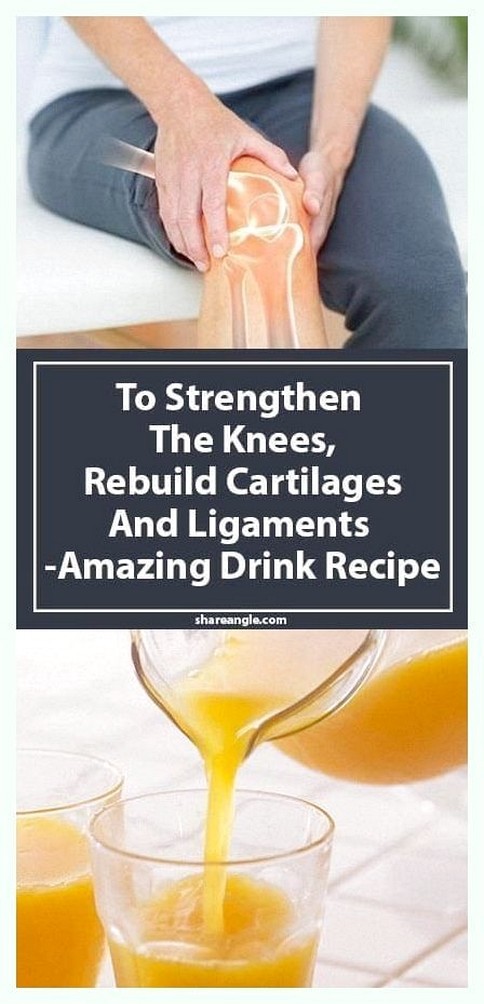 To Strengthen
The Knees,
Rebuild Cartilages
And Ligaments
-Amazing Drink Recipe
shareangle.com